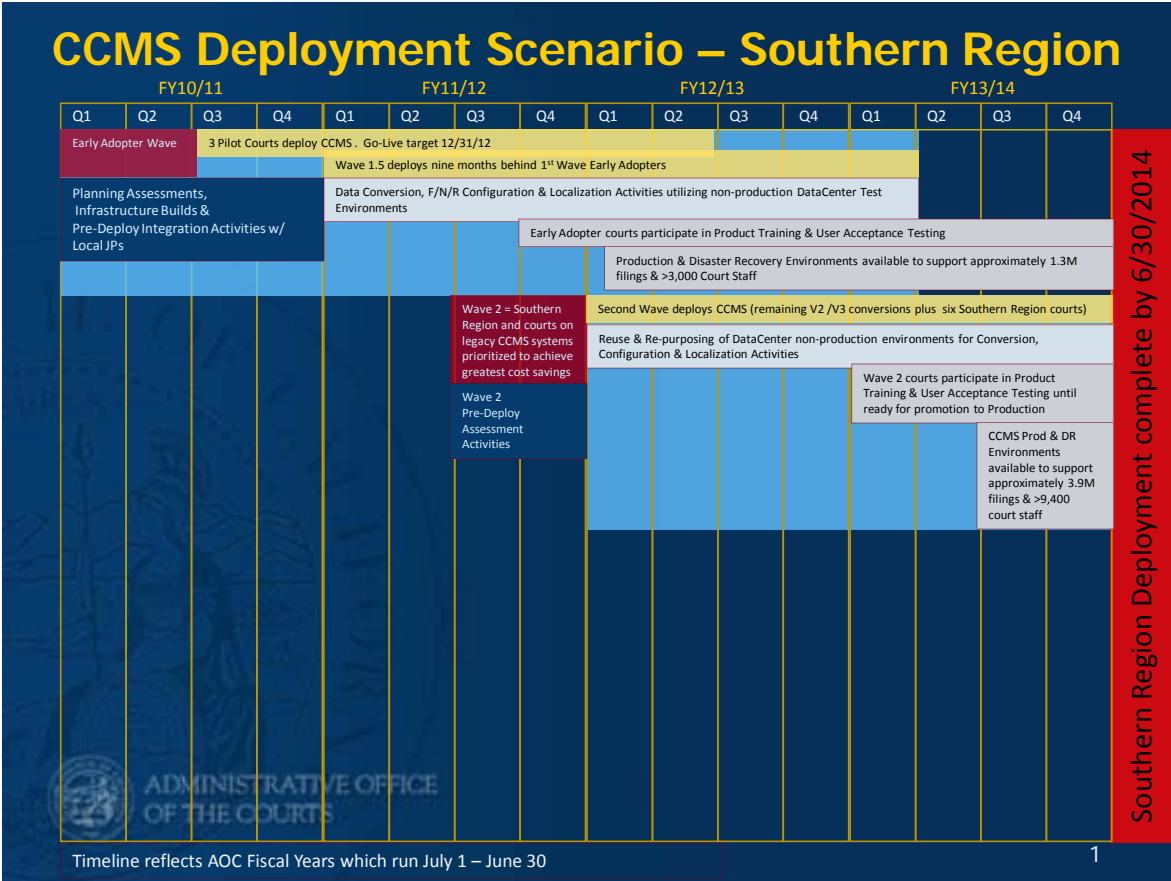 CCMS Deployment Scenario – Southern Region
FY10/11 FY11/12 FY12/13 FY13/14
Q1 Q2 Q3 Q4 Q1 Q2 Q3 Q4 Q1 Q2 Q3 Q4 Q1 Q2 Q3 Q4
Early Adopter Wave
3 Pilot Courts deploy CCMS . Go-Live target 12/31/12
Wave 1.5 deploys nine months behind 1st Wave Early Adopters
Planning Assessments,
Infrastructure Builds &
Pre-Deploy Integration Activities w/
Local JPs
Data Conversion, F/N/R Configuration & Localization Activities utilizing non-production DataCenter Test
Environments
Early Adopter courts participate in Product Training & User Acceptance Testing
Production & Disaster Recovery Environments available to support approximately 1.3M
filings & >3,000 Court Staff
Wave 2 = Southern
Region and courts on
legacy CCMS systems
prioritized to achieve
greatest cost savings
Second Wave deploys CCMS (remaining V2 /V3 conversions plus six Southern Region courts)
Reuse & Re-purposing of DataCenter non-production environments for Conversion,
Configuration & Localization Activities
Wave 2 courts participate in Product
Training & User Acceptance Testing until
ready for promotion to Production
Wave 2
Pre-Deploy
Assessment
Activities
CCMS Prod & DR
Environments
available to support
approximately 3.9M
filings & >9,400
court staff
Southern Region Deployment complete by 6/30/2014
ADMINISTRATIVE OFFICE
OF THE COURTS
Timeline reflects AOC Fiscal Years which run July 1 – June 30
1